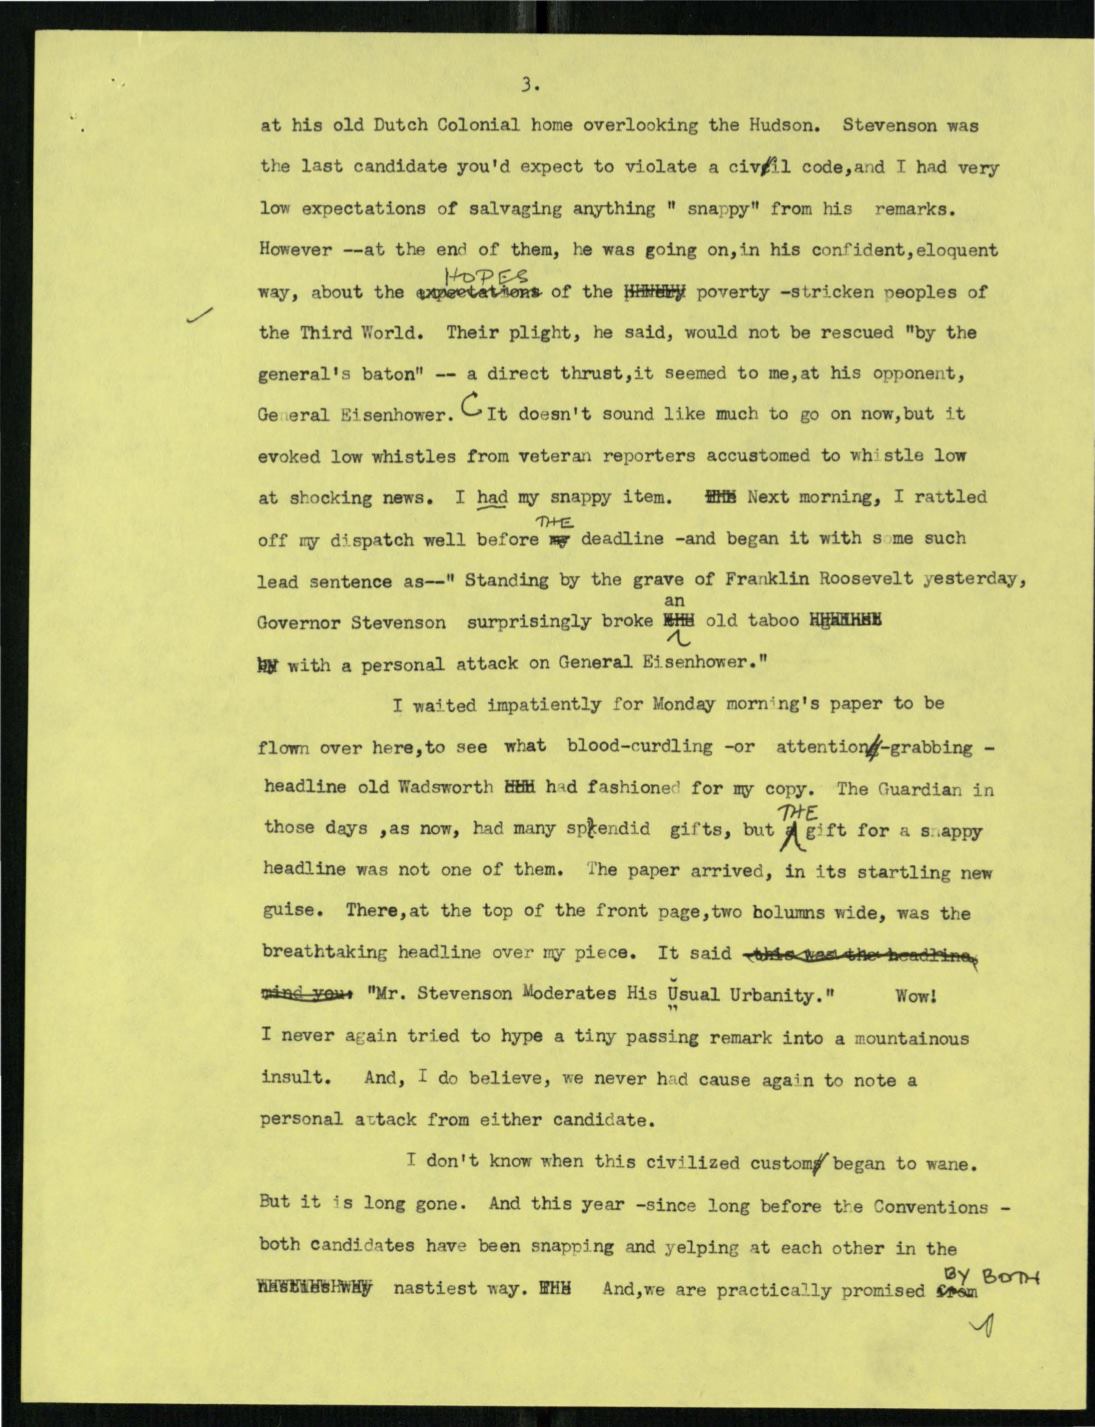 3.
at his old Dutch Colonial home overlooking the Hudson. Stevenson was
the last candidate you'd expect to violate a civil code,and I had very
low expectations of salvaging anything " snappy" from his remarks.
However --at the end of them, he was going on,in his confident,eloquent
HOPES
way, about the expectations of the poverty -stricken peoples of
the Third World. Their plight, he said, would not be rescued "by the
general's baton" -- a direct thrust,it seemed to me,at his opponent,
General Eisenhower. It doesn't sound like much to go on now,but it
evoked low whistles from veteran reporters accustomed to whistle low
at shocking news. I had my snappy item. Next morning, I rattled
THE
off my dispatch well before my deadline -and began it with some such
lead sentence as--" Standing by the grave of Franklin Roosevelt yesterday,
an
Governor Stevenson surprisingly broke old taboo
by with a personal attack on General Eisenhower."
I waited impatiently for Monday morning's paper to be
flown over here,to see what blood-curdling -or attention-grabbing -
headline old Wadsworth had fashioned for my copy. The Guardian in
THE
those days ,as now, had many splendid gifts, but a gift for a snappy
headline was not one of them. The paper arrived, in its startling new
guise. There,at the top of the front page,two bolumns wide, was the
breathtaking headline over my piece. It said this was the headline,
mind you: "Mr. Stevenson Moderates His Usual Urbanity." Wow!
I never again tried to hype a tiny passing remark into a mountainous
insult. And, I do believe, we never had cause again to note a
personal attack from either candidate.
I don't know when this civilized custom began to wane.
But it is long gone. And this year -since long before the Conventions -
both candidates have been snapping and yelping at each other in the
BY BOTH
nastiest way. And,we are practically promised from